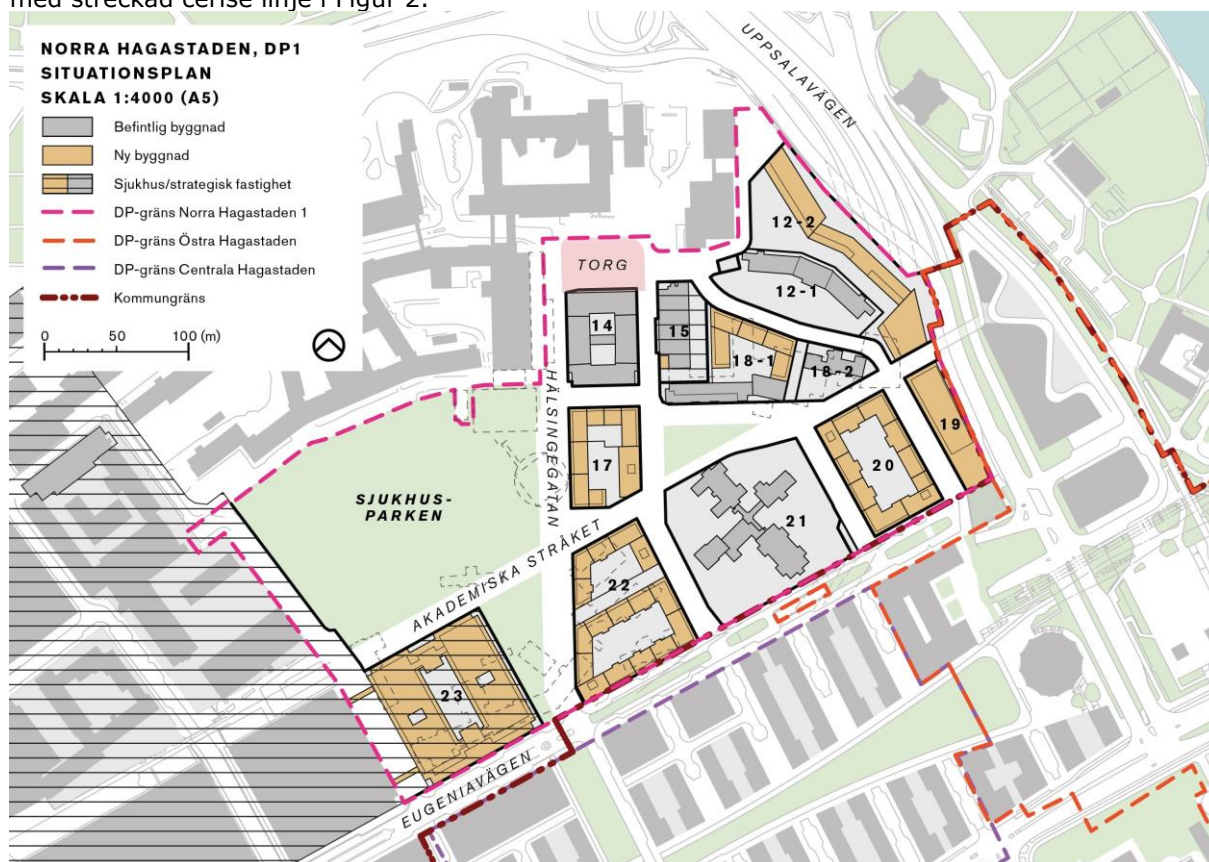 med streckad cerise linje i Figur 2.
NORRA HAGASTADEN, DP1
SITUATIONSPLAN
SKALA 1:4000 (A5)
Befintlig byggnad
Ny byggnad
Sjukhus/strategisk fastighet
DP-gräns Norra Hagastaden 1
DP-gräns Östra Hagastaden
DP-gräns Centrala Hagastaden
Kommungräns
0 50 100 (m)
UPPSALAVÄGEN
12-2
TORG
12-1
14
15
18-1
18-2
HÄLSINGEGATAN
19
17
20
SJUKHUS-
PARKEN
21
AKADEMISKA STRÅKET
22
23
EUGENIAVÄGEN